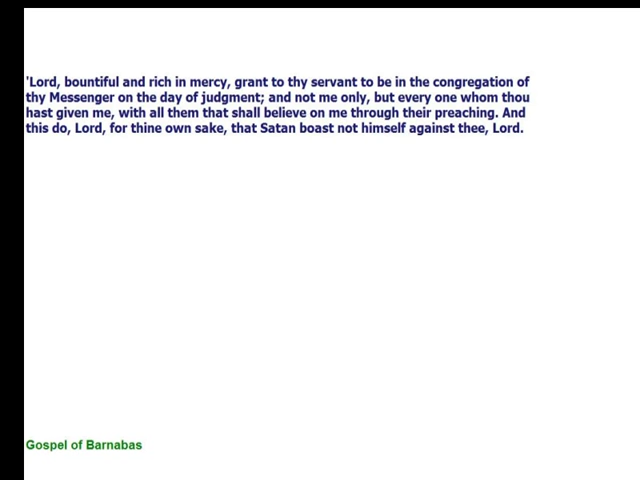 'Lord, bountiful and rich in mercy, grant to thy servant to be in the congregation of
thy Messenger on the day of judgment; and not me only, but every one whom thou
hast given me, with all them that shall believe on me through their preaching. And
this do, Lord, for thine own sake, that Satan boast not himself against thee, Lord.
Gospel of Barnabas